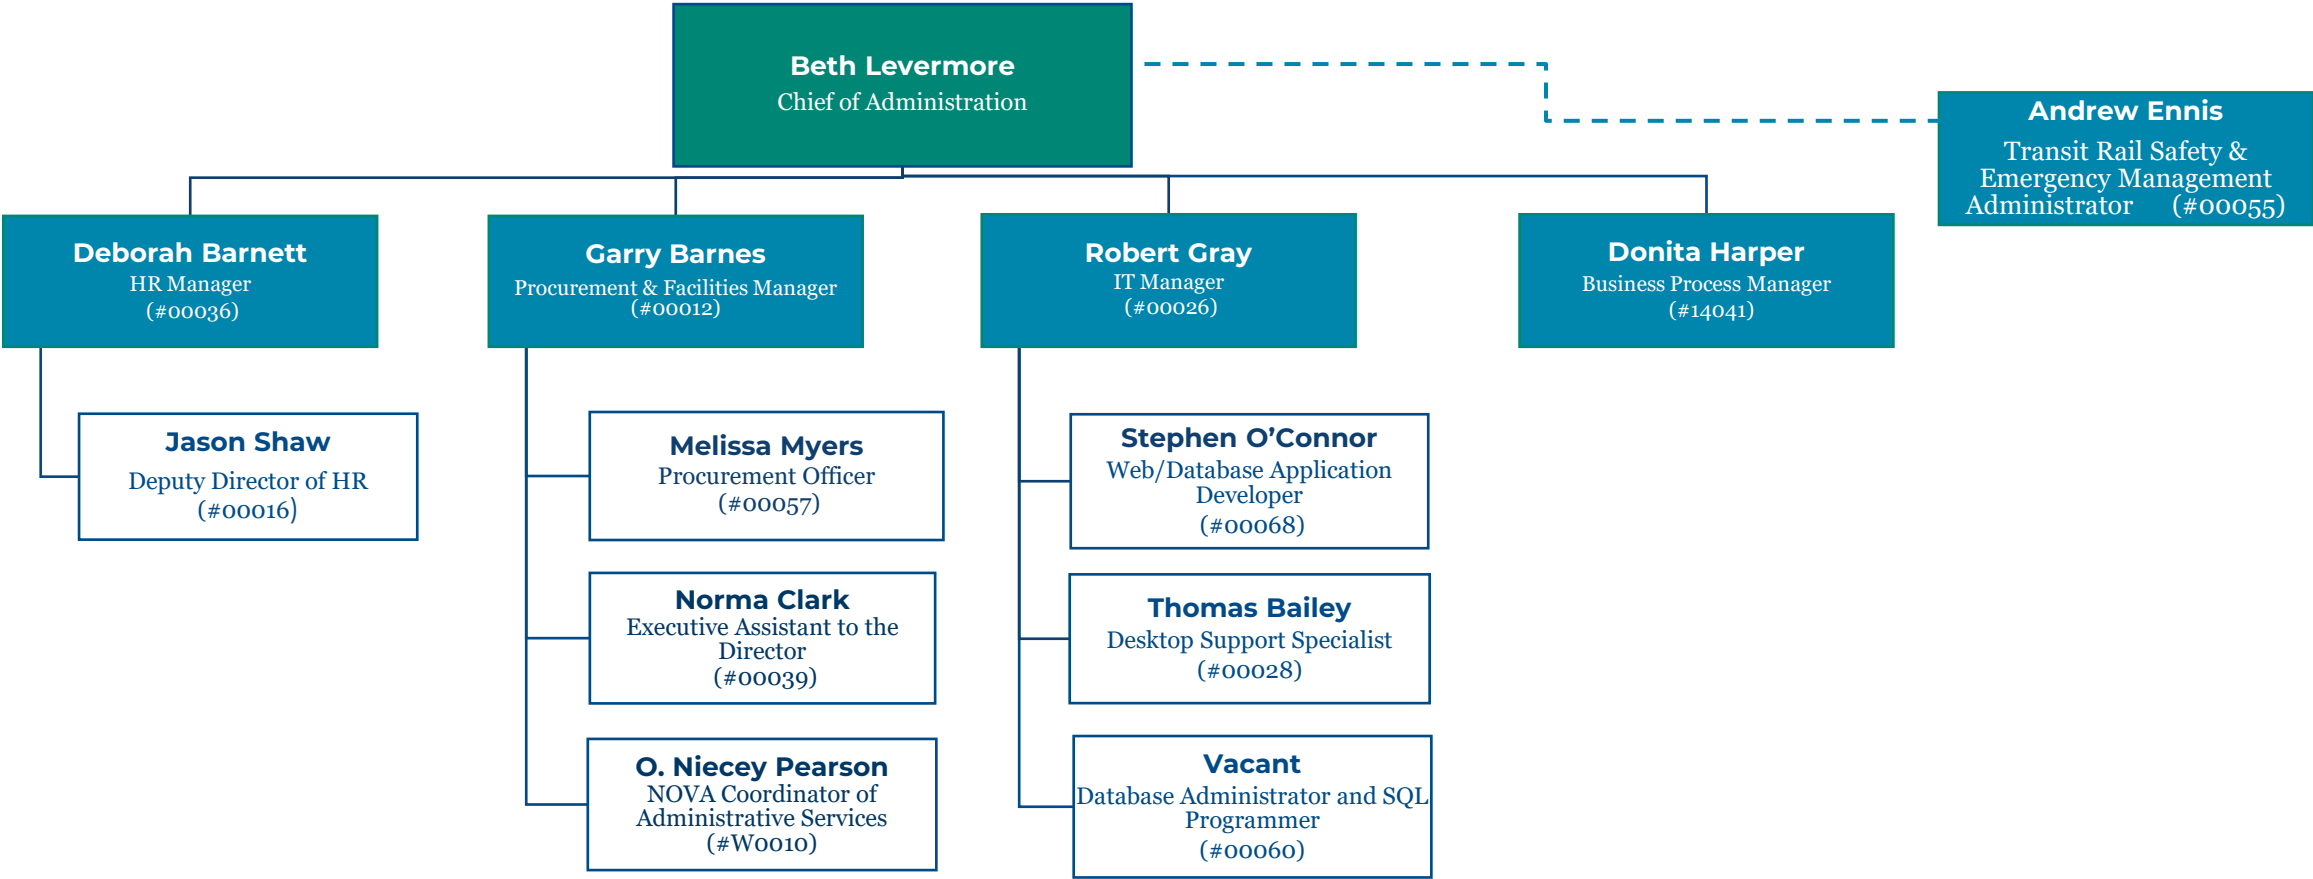 Beth Levermore
Chief of Administration
Andrew Ennis
Transit Rail Safety &
Emergency Management
Administrator (#00055)
Deborah Barnett
HR Manager
(#00036)
Garry Barnes
Procurement & Facilities Manager
(#00012)
Robert Gray
IT Manager
(#00026)
Donita Harper
Business Process Manager
(#14041)
Jason Shaw
Deputy Director of HR
(#00016)
Melissa Myers
Procurement Officer
(#00057)
Stephen O’Connor
Web/Database Application
Developer
(#00068)
Norma Clark
Executive Assistant to the
Director
(#00039)
Thomas Bailey
Desktop Support Specialist
(#00028)
O. Niecey Pearson
NOVA Coordinator of
Administrative Services
(#W0010)
Vacant
Database Administrator and SQL
Programmer
(#00060)